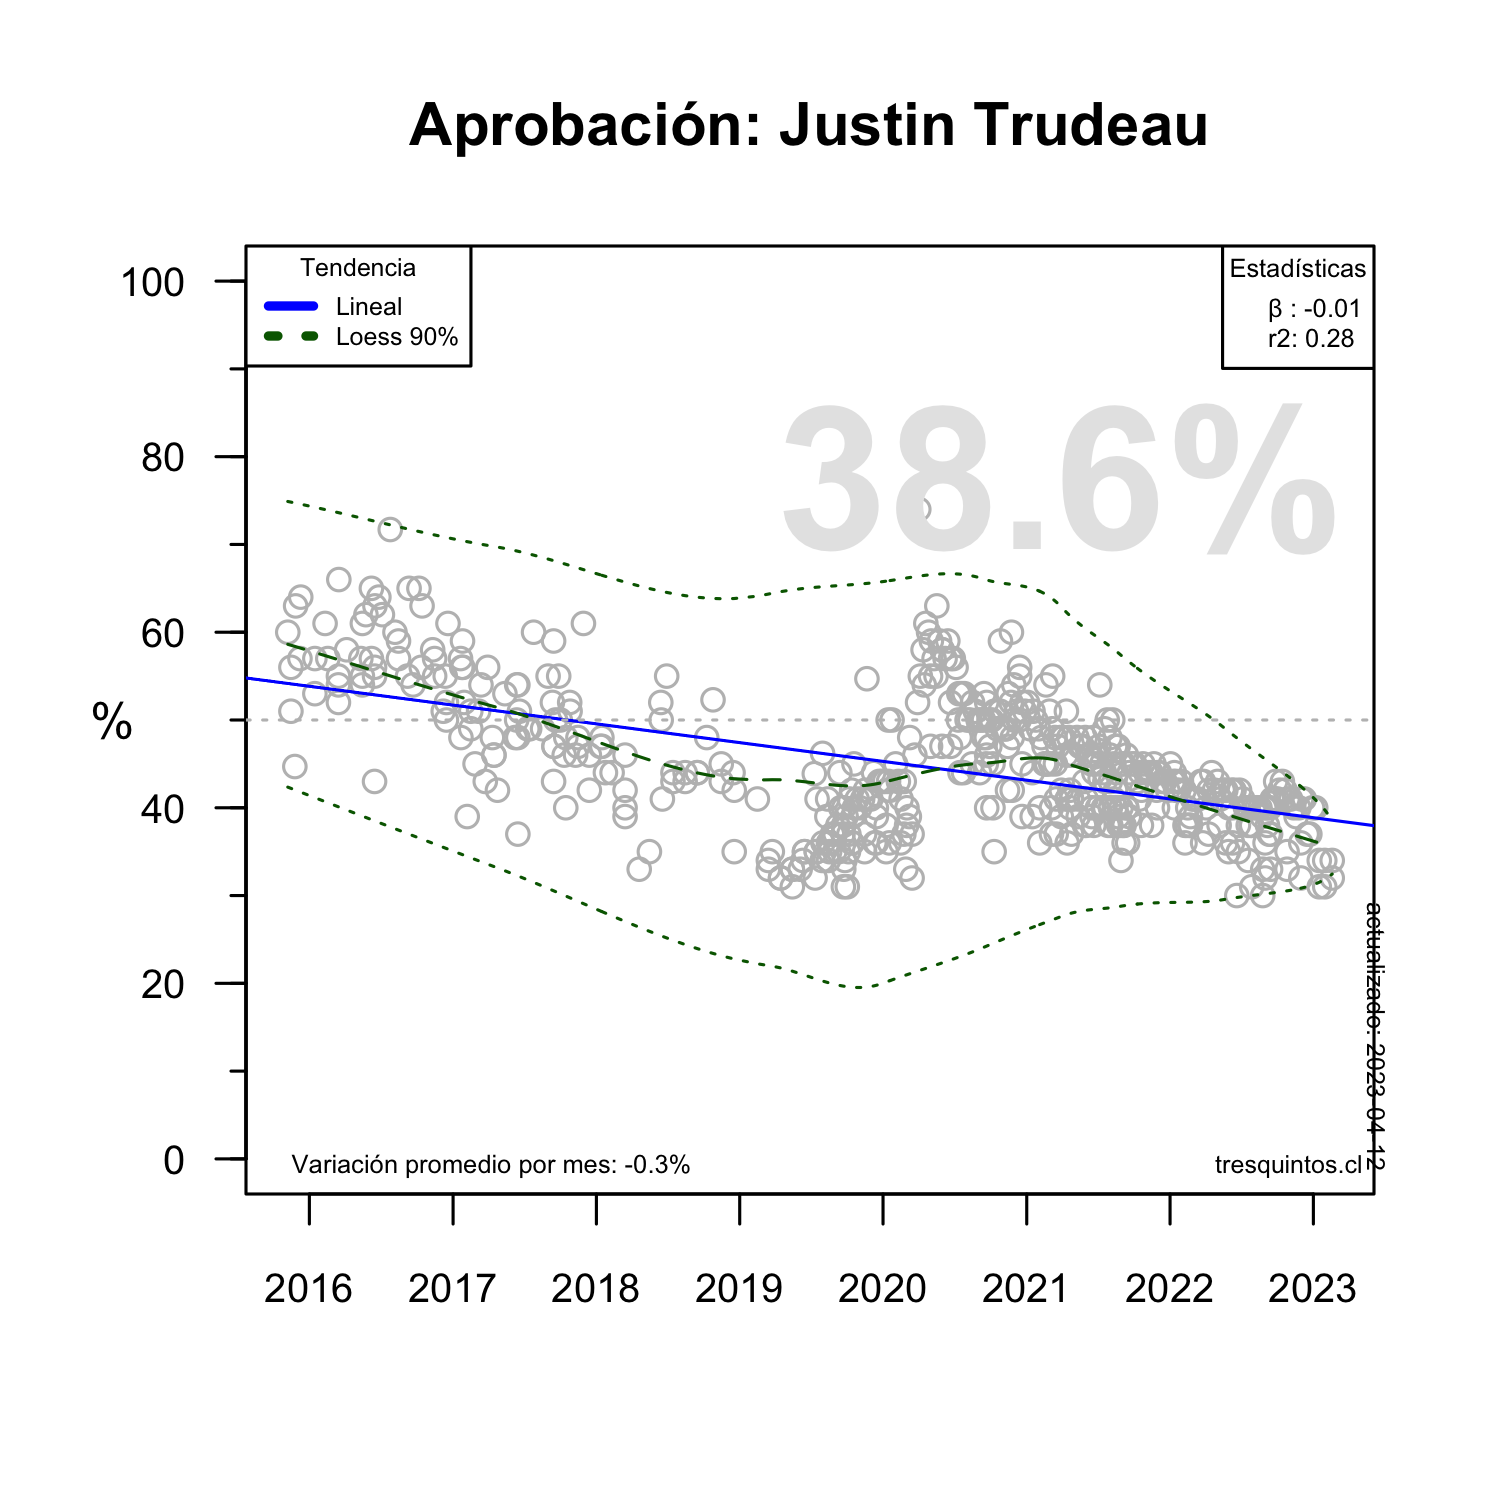 Aprobación: Justin Trudeau
Tendencia
Lineal
Loess 90%
Estadísticas
β : -0.01
r2: 0.28
38.6%
%
100
80
60
40
20
0
actualizado: 2023-04-12
Variación promedio por mes: -0.3%
tresquintos.cl
2016 2017 2018 2019 2020 2021 2022 2023